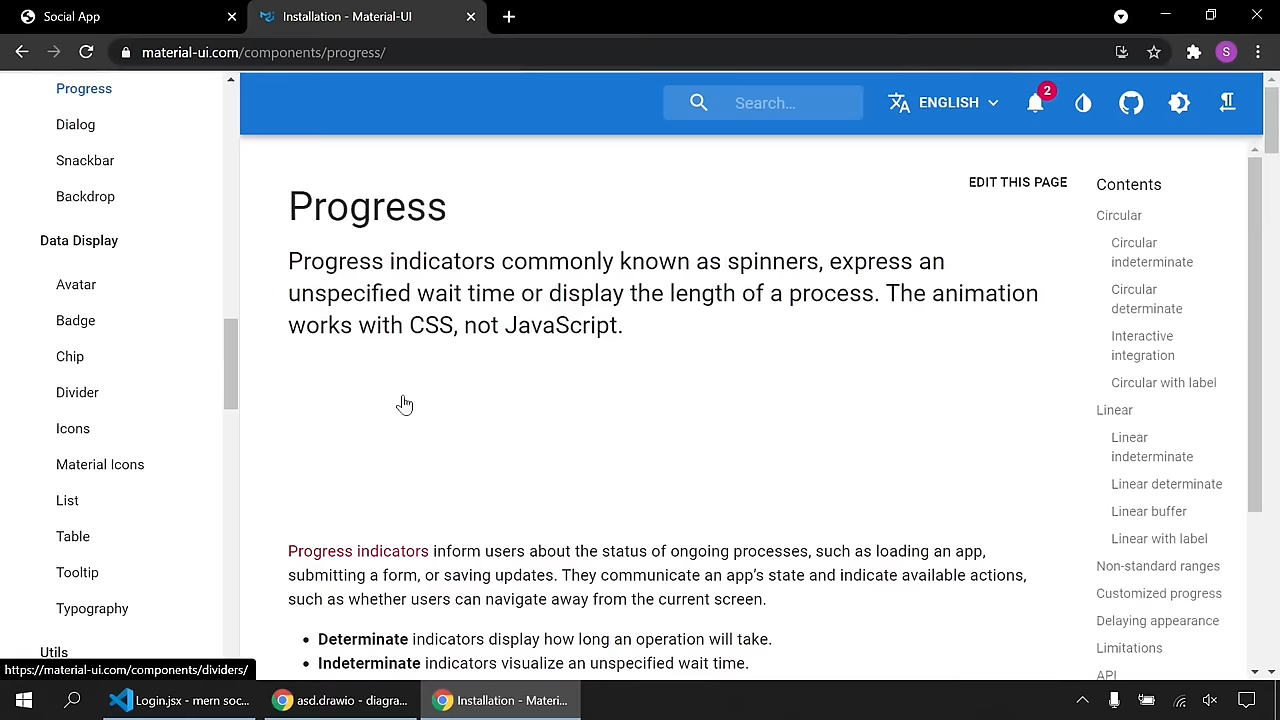 Social App
Installation - Material-UI
material-ui.com/components/progress/
S
Progress
Dialog
Snackbar
Backdrop
Data Display
Avatar
Badge
Chip
Divider
Icons
Material Icons
List
Table
Tooltip
Typography
Utils
Search...
ENGLISH
2
EDIT THIS PAGE
Progress
Progress indicators commonly known as spinners, express an
unspecified wait time or display the length of a process. The animation
works with CSS, not JavaScript.
Progress indicators inform users about the status of ongoing processes, such as loading an app,
submitting a form, or saving updates. They communicate an app's state and indicate available actions,
such as whether users can navigate away from the current screen.
• Determinate indicators display how long an operation will take.
• Indeterminate indicators visualize an unspecified wait time.
Contents
Circular
Circular
indeterminate
Circular
determinate
Interactive
integration
Circular with label
Linear
Linear
indeterminate
Linear determinate
Linear buffer
Linear with label
Non-standard ranges
Customized progress
Delaying appearance
Limitations
API
https://material-ui.com/components/dividers/
Login.jsx - mern soc...
asd.drawio - diagra...
Installation - Materi...